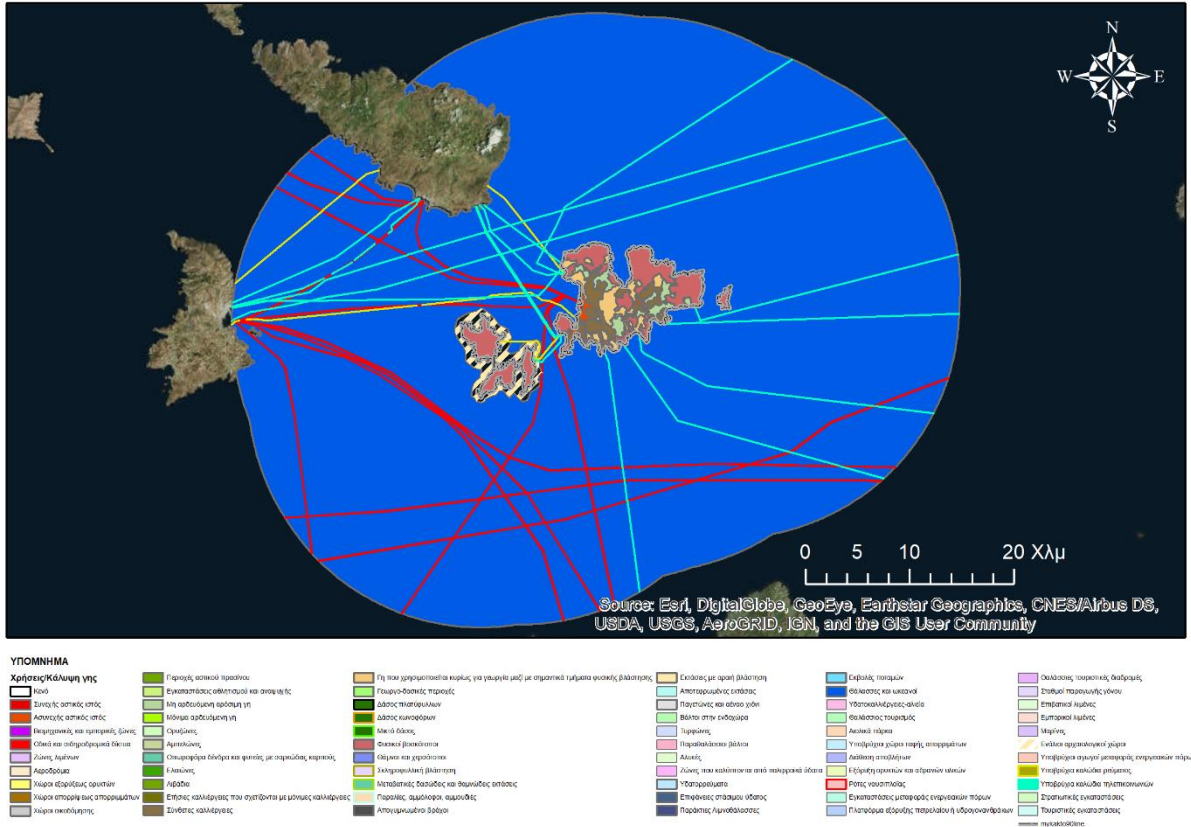 N
W E
S
0 5 10 20 Χλμ
Source: Esri, DigitalGlobe, GeoEye, Earthstar Geographics, CNES/Airbus DS,
USDA, USGS, AeroGRID, IGN, and the GIS User Community
ΥΠΟΜΝΗΜΑ
Χρήσεις/Κάλυψη γης
Κενό
Συνεχής αστικός ιστός
Ασυνεχής αστικός ιστός
Βιομηχανικές και εμπορικές ζώνες
Οδικά και σιδηροδρομικά δίκτυα
Ζώνες λιμένων
Αεροδρόμια
Χώροι εξορύξεως ορυκτών
Χώροι απορρίψεως απορριμμάτων
Χώροι οικοδόμησης
Περιοχές αστικού πρασίνου
Εγκαταστάσεις αθλητισμού και αναψυχής
Μη αρδευόμενη αρόσιμη γη
Μόνιμα αρδευόμενη γη
Ορυζώνες
Αμπελώνες
Οπωροφόρα δένδρα και φυτείες με σαρκώδεις καρπούς
Ελαιώνες
Λιβάδια
Ετήσιες καλλιέργειες που σχετίζονται με μόνιμες καλλιέργειες
Σύνθετες καλλιέργειες
Γη που χρησιμοποιείται κυρίως για γεωργία μαζί με σημαντικά τμήματα φυσικής βλάστησης
Γεωργο-δασικές περιοχές
Δάσος πλατυφύλλων
Δάσος κωνοφόρων
Μικτό δάσος
Φυσικοί βοσκότοποι
Θάμνοι και χερσότοποι
Σκληροφυλλική βλάστηση
Μεταβατικές δασώδεις και θαμνώδεις εκτάσεις
Παραλίες, αμμόλοφοι, αμμουδιές
Απογυμνωμένοι βράχοι
Εκτάσεις με αραιή βλάστηση
Αποτεφρωμένες εκτάσεις
Παγετώνες και αέναο χιόνι
Βάλτοι στην ενδοχώρα
Τυρφώνες
Παραθαλάσσιοι βάλτοι
Αλυκές
Ζώνες που καλύπτονται από παλιρροιακά ύδατα
Υδατορρεύματα
Επιφάνειες στάσιμου ύδατος
Παράκτιες λιμνοθάλασσες
Εκβολές ποταμών
Θάλασσες και ωκεανοί
Υδατοκαλλιέργειες-αλιεία
Θαλάσσιος τουρισμός
Αιολικά πάρκα
Υποβρύχιοι χώροι ταφής απορριμάτων
Διάθεση αποβλήτων
Εξόρυξη ορυκτών και αδρανών υλικών
Ρότες ναυσιπλοΐας
Εγκαταστάσεις μεταφοράς ενεργειακών πόρων
Πλατφόρμα εξόρυξης πετρελαίου ή υδρογονανθράκων
Θαλάσσιες τουριστικές διαδρομές
Σταθμοί παραγωγής γόνου
Επιβατικοί λιμένες
Εμπορικοί λιμένες
Μαρίνες
Ενάλιοι αρχαιολογικοί χώροι
Υποβρύχιοι αγωγοί μεταφοράς ενεργειακών πόρων
Υποβρύχια καλώδια ρεύματος
Υποβρύχια καλώδια τηλεπικοινωνιών
Στρατιωτικές εγκαταστάσεις
Τουριστικές εγκαταστάσεις